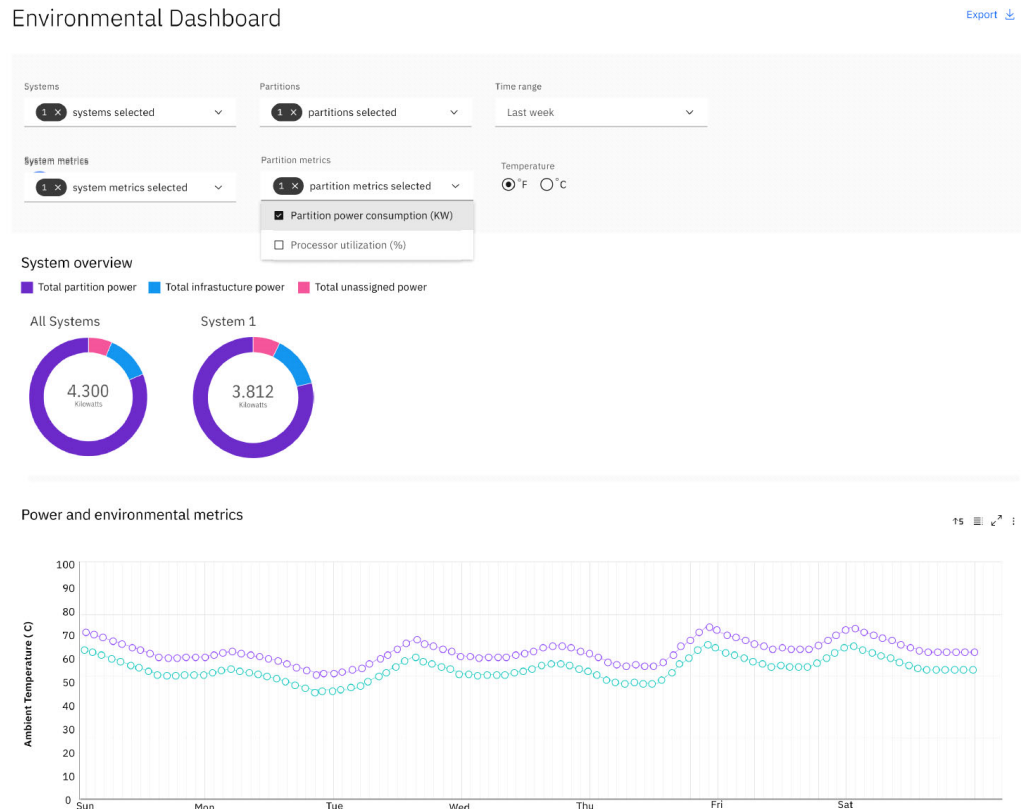 Environmental Dashboard
Export
Systems
Partitions
Time range
1 × systems selected
1 × partitions selected
Last week
System metrics
Partition metrics
Temperature
1 × system metrics selected
1 × partition metrics selected
°F
°C
Partition power consumption (KW)
Processor utilization (%)
System overview
Total partition power
Total infrastucture power
Total unassigned power
All Systems
System 1
4.300
Kilowatts
3.812
Kilowatts
Power and environmental metrics
Ambient Temperature ( C)
100
90
80
70
60
50
40
30
20
10
0
Sun
Mon
Tue
Wed
Thu
Fri
Sat